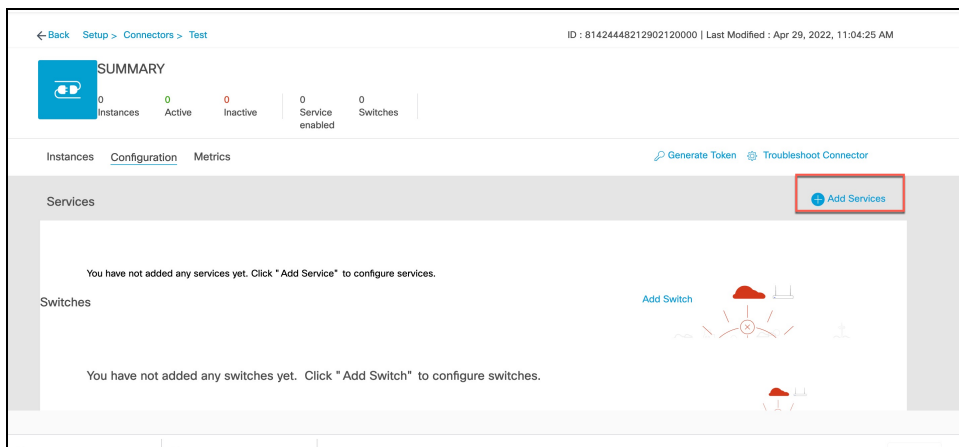 Back Setup > Connectors > Test
ID : 81424448212902120000 | Last Modified : Apr 29, 2022, 11:04:25 AM
SUMMARY
0 Instances
0 Active
0 Inactive
0 Service enabled
0 Switches
Instances Configuration Metrics
Generate Token Troubleshoot Connector
Services
Add Services
You have not added any services yet. Click "Add Service" to configure services.
Switches
Add Switch
You have not added any switches yet. Click "Add Switch" to configure switches.